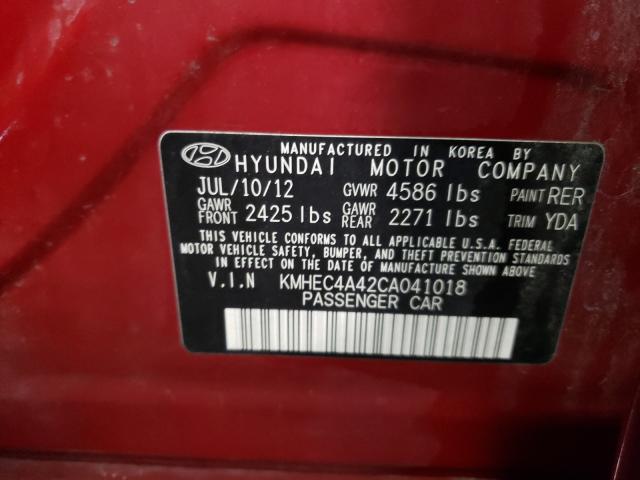 MANUFACTURED IN KOREA BY
HYUNDAI MOTOR COMPANY
JUL/10/12 GVWR 4586 lbs PAINT RER
GAWR FRONT 2425 lbs GAWR REAR 2271 lbs TRIM YDA
THIS VEHICLE CONFORMS TO ALL APPLICABLE U.S.A. FEDERAL
MOTOR VEHICLE SAFETY, BUMPER, AND THEFT STANDARDS
IN EFFECT ON THE DATE OF MANUFACTURE SHOWN ABOVE.
V.I.N KMHEC4A42CA041018
PASSENGER CAR